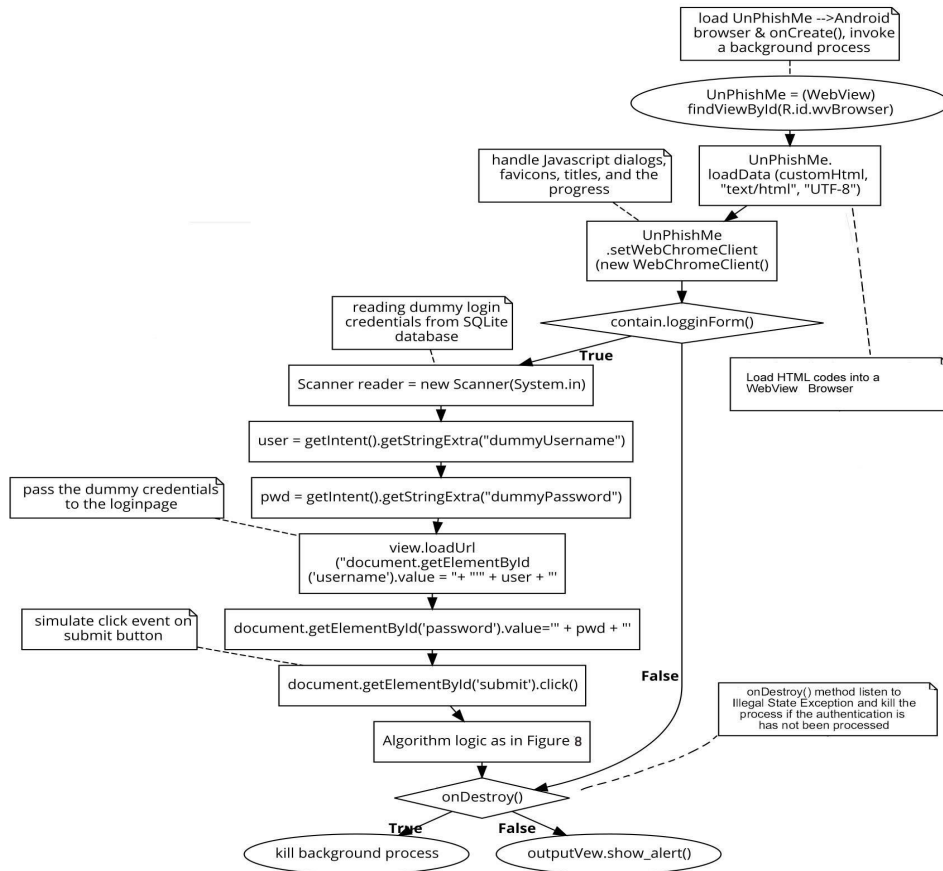 load UnPhishMe -->Android
browser & onCreate(), invoke
a background process
UnPhishMe = (WebView)
findViewById(R.id.wvBrowser)
handle Javascript dialogs,
favicons, titles, and the
progress
UnPhishMe.
loadData (customHtml,
"text/html", "UTF-8")
UnPhishMe
.setWebChromeClient
(new WebChromeClient()
reading dummy login
credentials from SQLite
database
contain.logginForm()
True
Scanner reader = new Scanner(System.in)
Load HTML codes into a
WebView Browser
user = getIntent().getStringExtra("dummyUsername")
pass the dummy credentials
to the loginpage
pwd = getIntent().getStringExtra("dummyPassword")
view.loadUrl
("document.getElementById
('username').value = "+ "'" + user + "'
simulate click event on
submit button
document.getElementById('password').value='" + pwd + "'
False
document.getElementById('submit').click()
onDestroy() method listen to
Illegal State Exception and kill the
process if the authentication is
has not been processed
Algorithm logic as in Figure 8
onDestroy()
True
False
kill background process
outputVew.show_alert()